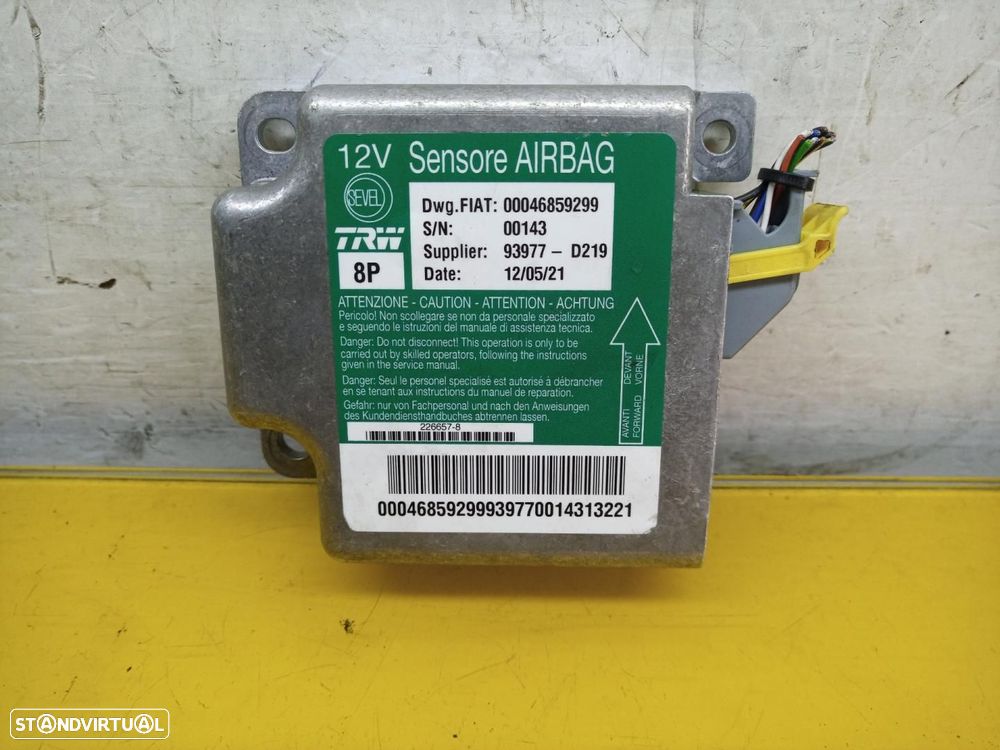 12V Sensore AIRBAG
SEVEL
TRW
8P
Dwg.FIAT: 00046859299
S/N: 00143
Supplier: 93977 - D219
Date: 12/05/21
ATTENZIONE - CAUTION - ATTENTION - ACHTUNG
Pericolo! Non scollegare se non da personale specializzato
e seguendo le istruzioni del manuale di assistenza tecnica.
Danger: Do not disconnect! This operation is only to be
carried out by skilled operators, following the instructions
given in the service manual.
Danger: Seul le personel specialisé est autorisé à débrancher
en se tenant aux instructions du manuel de reparation.
Gefahr: nur von Fachpersonal und nach den Anweisungen
des Kundendiensthandbuches abtrennen lassen.
AVANTI DEVANT
FORWARD VORNE
226657-8
00046859299939770014313221
STANDVIRTUAL